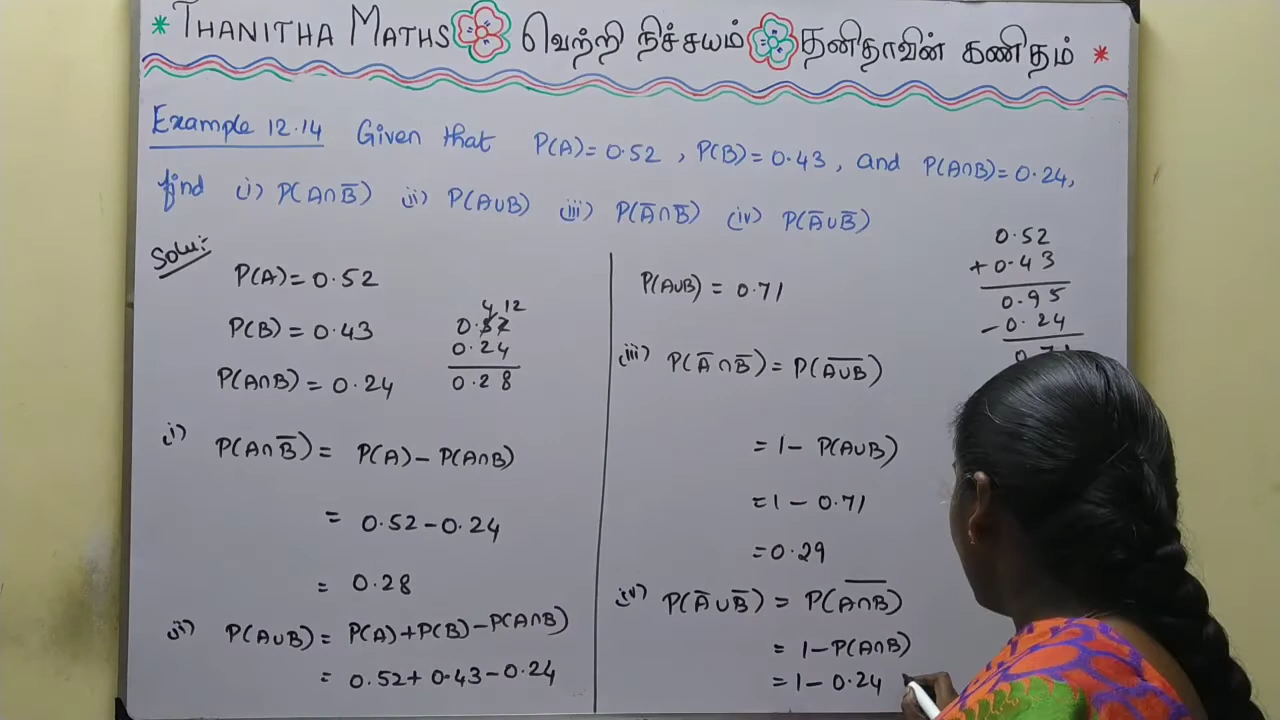 * THANITHA MATHS வெற்றி நிச்சயம் தனிதாவின் கணிதம் *
Example 12.14 Given that P(A)= 0.52 , P(B)= 0.43, and P(A∩B)= 0.24,
find (i) P(A∩B̅) (ii) P(A∪B) (iii) P(A̅∩B̅) (iv) P(A̅∪B̅)
Solu:
P(A)= 0.52
P(B)= 0.43
P(A∩B)= 0.24
4 12
0.52
0.24
0.28
(i) P(A∩B̅)= P(A)-P(A∩B)
= 0.52-0.24
= 0.28
(ii) P(A∪B)= P(A)+P(B)-P(A∩B)
= 0.52+ 0.43-0.24
P(A∪B) = 0.71
(iii) P(A̅∩B̅)= P(A̅∪̅B̅)
= 1- P(A∪B)
=1 - 0.71
=0.29
(iv) P(A̅∪B̅)= P(A̅∩̅B̅)
= 1-P(A∩B)
=1- 0.24
0.52
+ 0.43
0.95
- 0.24